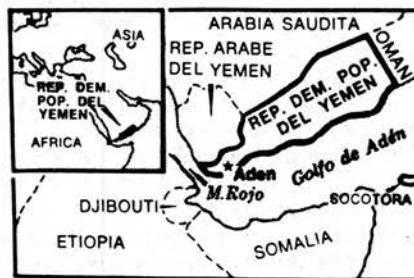 ASIA
REP. DEM.
POP. DEL
YEMEN
AFRICA
ARABIA SAUDITA
REP. ARABE
DEL YEMEN
OMAN
REP. DEM. POP.
DEL YEMEN
Aden
Golfo de Adén
M. Rojo
SOCOTORA
DJIBOUTI
ETIOPIA
SOMALIA